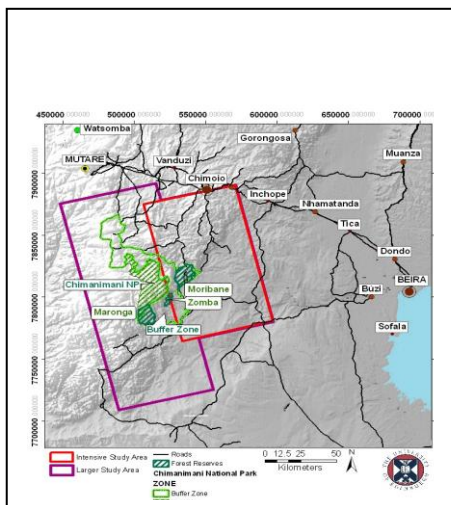 450000 500000 550000 600000 650000 700000
Watsomba
Gorongosa
MUTARE
Vanduzi
Muanza
Chimoio
7900000
Inchope
Nhamatanda
7850000
Tica
Dondo
Chimanimani NP
Moribane
BEIRA
Zomba
Búzi
7800000
Maronga
Buffer Zone
Sofala
7750000
7700000
Intensive Study Area
Larger Study Area
Roads
Forest Reserves
Chimanimani National Park
ZONE
Buffer Zone
0 12.5 25 50
Kilometers
N